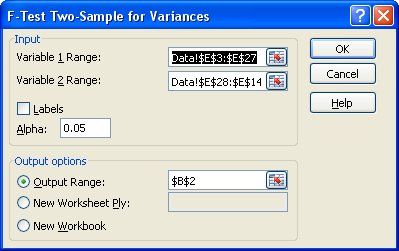 F-Test Two-Sample for Variances
Input
Variable 1 Range:
Data!$E$3:$E$27
Variable 2 Range:
Data!$E$28:$E$14
Labels
Alpha:
0.05
OK
Cancel
Help
Output options
Output Range:
$B$2
New Worksheet Ply:
New Workbook